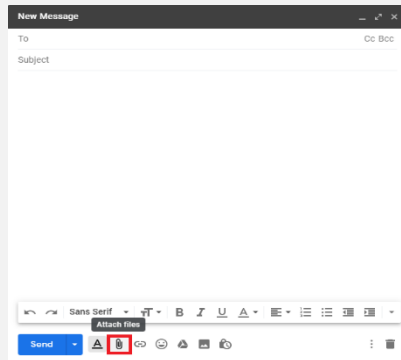 New Message
To Cc Bcc
Subject
Sans Serif B I U A
Attach files
Send A